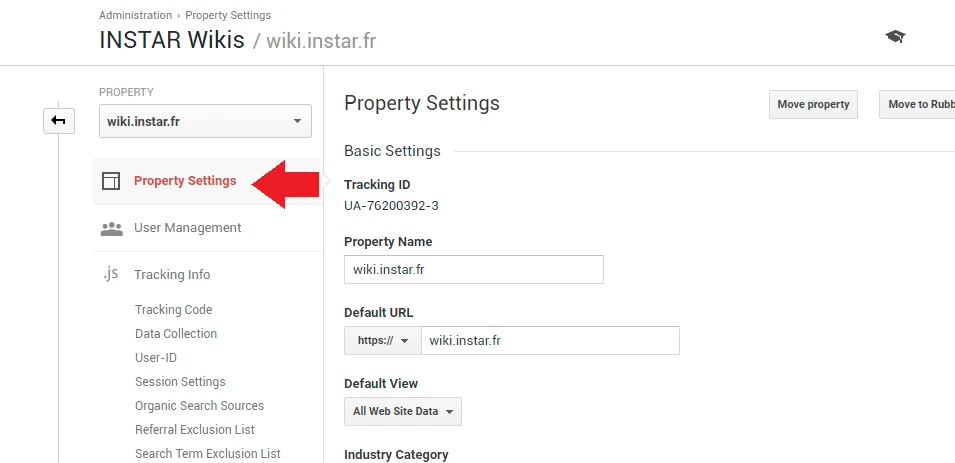 Administration › Property Settings
INSTAR Wikis / wiki.instar.fr
PROPERTY
wiki.instar.fr
Property Settings
User Management
.js Tracking Info
Tracking Code
Data Collection
User-ID
Session Settings
Organic Search Sources
Referral Exclusion List
Search Term Exclusion List
Property Settings
Move property
Move to Rubb
Basic Settings
Tracking ID
UA-76200392-3
Property Name
wiki.instar.fr
Default URL
https:// wiki.instar.fr
Default View
All Web Site Data
Industry Category